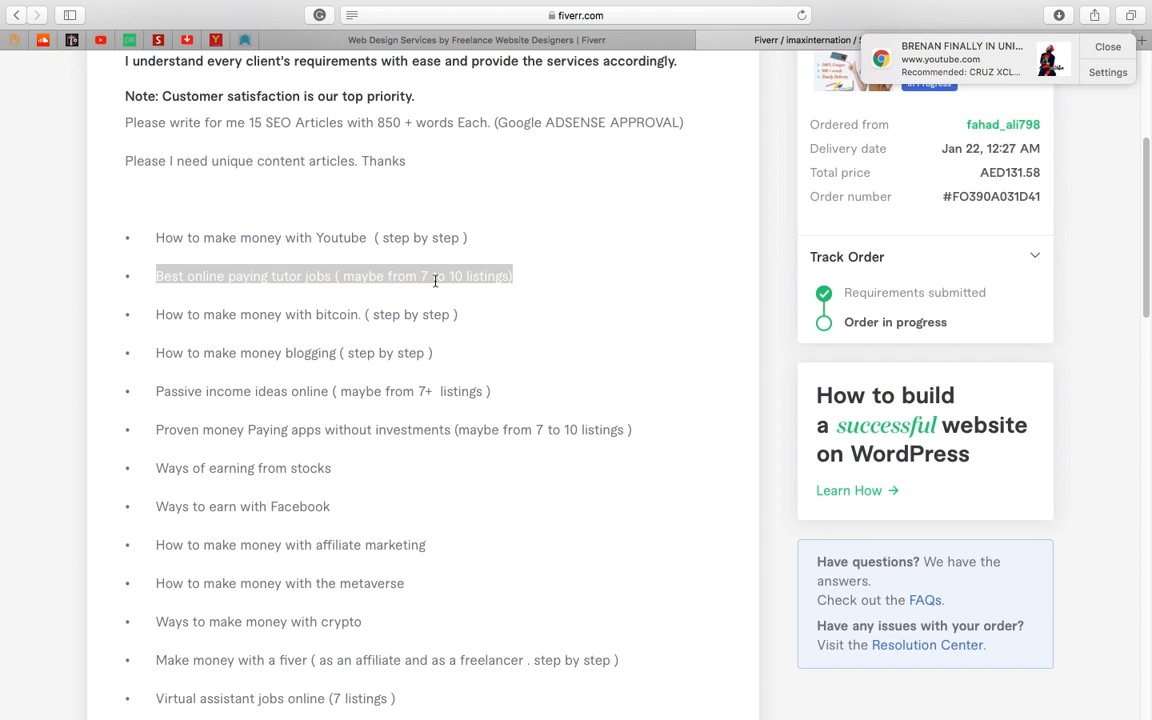 fiverr.com
Web Design Services by Freelance Website Designers | Fiverr
Fiverr / imaxinternation /
BRENAN FINALLY IN UNI...
www.youtube.com
Recommended: CRUZ XCL...
Close
Settings
I understand every client's requirements with ease and provide the services accordingly.
Note: Customer satisfaction is our top priority.
Please write for me 15 SEO Articles with 850 + words Each. (Google ADSENSE APPROVAL)
Please I need unique content articles. Thanks
• How to make money with Youtube ( step by step )
• Best online paying tutor jobs ( maybe from 7 to 10 listings)
• How to make money with bitcoin. ( step by step )
• How to make money blogging ( step by step )
• Passive income ideas online ( maybe from 7+ listings )
• Proven money Paying apps without investments (maybe from 7 to 10 listings )
• Ways of earning from stocks
• Ways to earn with Facebook
• How to make money with affiliate marketing
• How to make money with the metaverse
• Ways to make money with crypto
• Make money with a fiver ( as an affiliate and as a freelancer . step by step )
• Virtual assistant jobs online (7 listings )
Ordered from fahad_ali798
Delivery date Jan 22, 12:27 AM
Total price AED131.58
Order number #FO390A031D41
Track Order
Requirements submitted
Order in progress
How to build
a successful website
on WordPress
Learn How →
Have questions? We have the
answers.
Check out the FAQs.
Have any issues with your order?
Visit the Resolution Center.